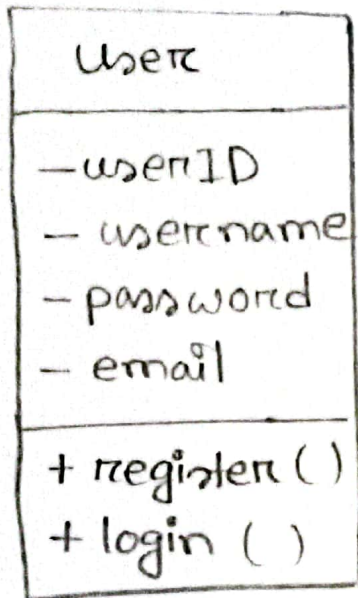 User
- userID
- username
- password
- email
+ register ()
+ login ( )